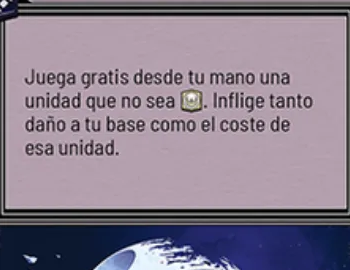 Juega gratis desde tu mano una
unidad que no sea . Inflige tanto
daño a tu base como el coste de
esa unidad.